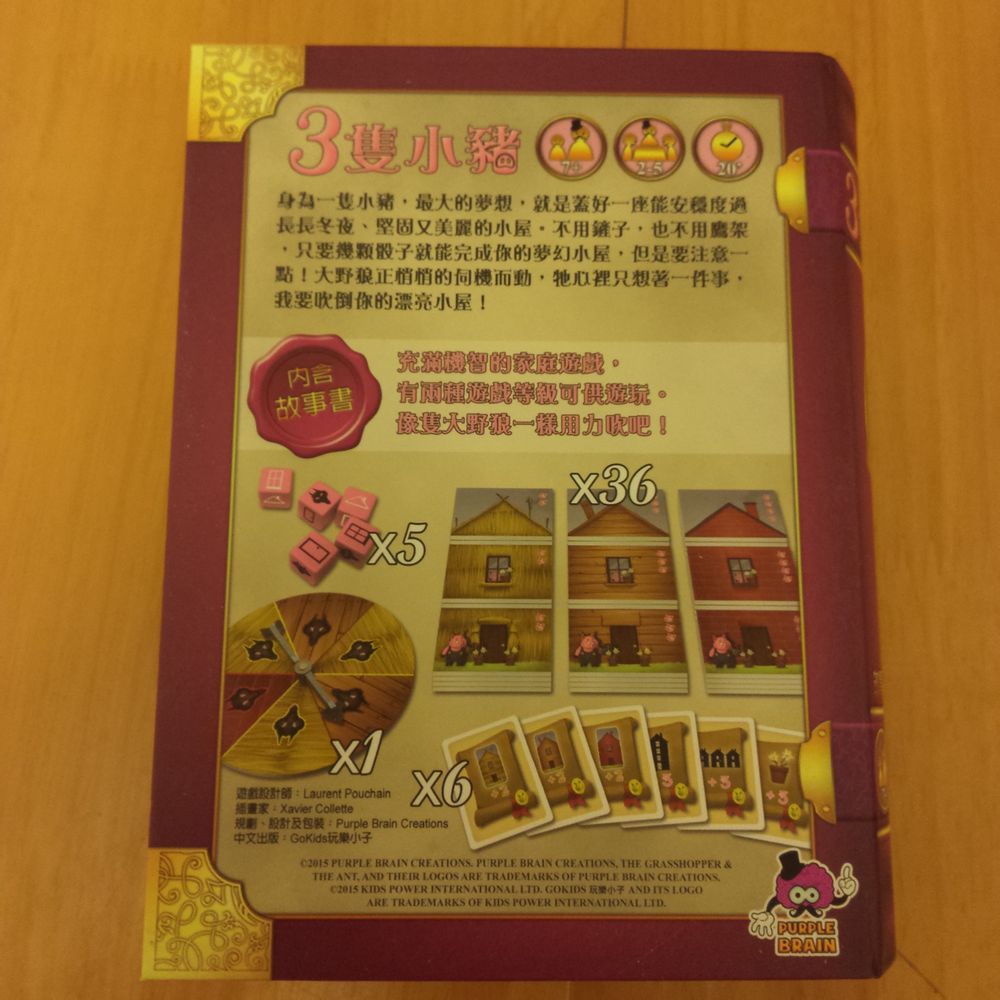 3隻小豬
7+
2-5
20'
身為一隻小豬，最大的夢想，就是蓋好一座能安穩度過
長長冬夜、堅固又美麗的小屋。不用鏟子，也不用鷹架
，只要幾顆骰子就能完成你的夢幻小屋，但是要注意一
點！大野狼正悄悄的伺機而動，牠心裡只想著一件事，
我要吹倒你的漂亮小屋！
內含
故事書
充滿機智的家庭遊戲，
有兩種遊戲等級可供遊玩。
像隻大野狼一樣用力吹吧！
x5
x36
x1
x6
遊戲設計師：Laurent Pouchain
插畫家：Xavier Collette
規劃、設計及包裝：Purple Brain Creations
中文出版：GoKids玩樂小子
©2015 PURPLE BRAIN CREATIONS. PURPLE BRAIN CREATIONS, THE GRASSHOPPER &
THE ANT, AND THEIR LOGOS ARE TRADEMARKS OF PURPLE BRAIN CREATIONS.
©2015 KIDS POWER INTERNATIONAL LTD. GOKIDS 玩樂小子 AND ITS LOGO
ARE TRADEMARKS OF KIDS POWER INTERNATIONAL LTD.
PURPLE
BRAIN